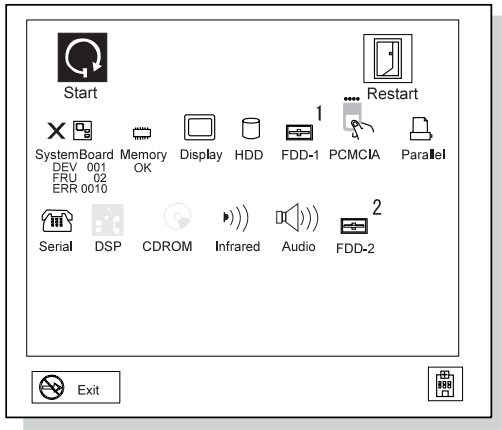 Start
Restart
1
SystemBoard Memory Display HDD FDD-1 PCMCIA Parallel
DEV 001 OK
FRU 02
ERR 0010
2
Serial DSP CDROM Infrared Audio FDD-2
Exit